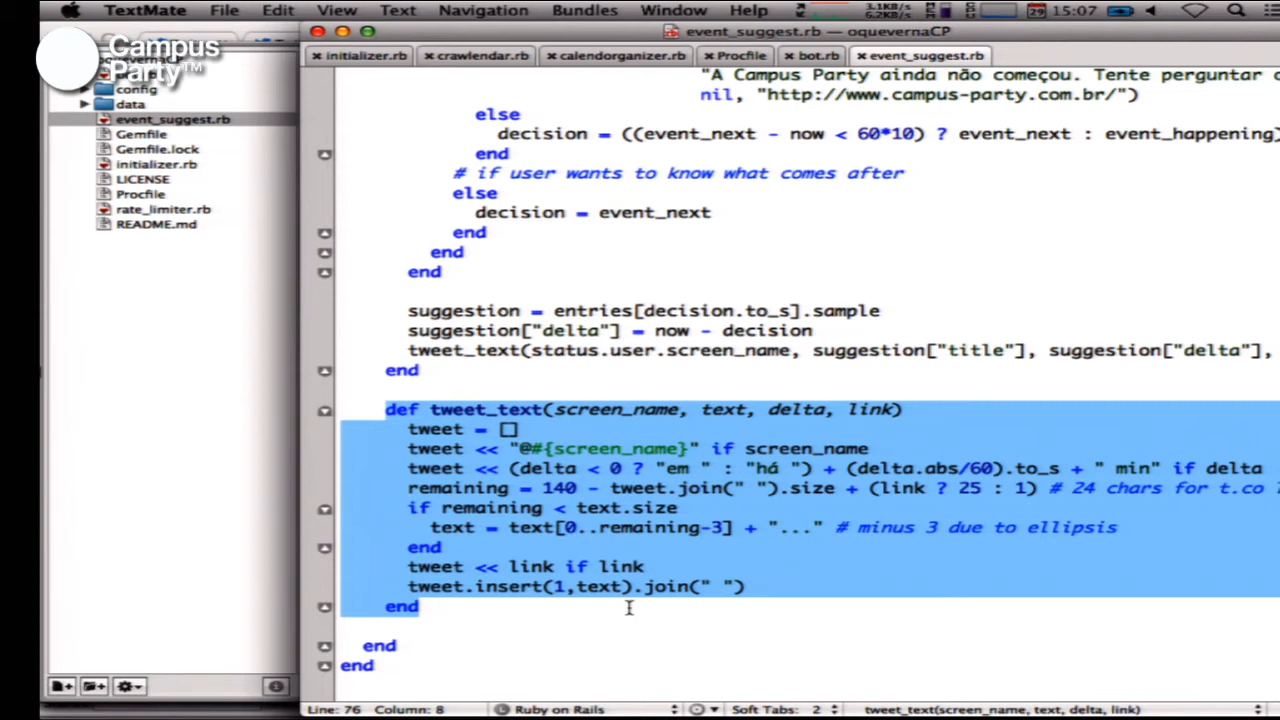 TextMate File Edit View Text Navigation Bundles Window Help 3.1KB/s 6.2KB/s 29 15:07
event_suggest.rb — oquevernaCP
Campus Party™
initializer.rb crawlendar.rb calendorganizer.rb Procfile bot.rb event_suggest.rb
config
data
event_suggest.rb
Gemfile
Gemfile.lock
initializer.rb
LICENSE
Procfile
rate_limiter.rb
README.md
"A Campus Party ainda não começou. Tente perguntar
nil, "http://www.campus-party.com.br/")
else
decision = ((event_next - now < 60*10) ? event_next : event_happening)
end
# if user wants to know what comes after
else
decision = event_next
end
end
end
suggestion = entries[decision.to_s].sample
suggestion["delta"] = now - decision
tweet_text(status.user.screen_name, suggestion["title"], suggestion["delta"],
end
def tweet_text(screen_name, text, delta, link)
tweet = []
tweet << "@#{screen_name}" if screen_name
tweet << (delta < 0 ? "em " : "há ") + (delta.abs/60).to_s + " min" if delta
remaining = 140 - tweet.join(" ").size + (link ? 25 : 1) # 24 chars for t.co
if remaining < text.size
text = text[0..remaining-3] + "..." # minus 3 due to ellipsis
end
tweet << link if link
tweet.insert(1,text).join(" ")
end
end
end
Line: 76 Column: 8 Ruby on Rails Soft Tabs: 2 tweet_text(screen_name, text, delta, link)